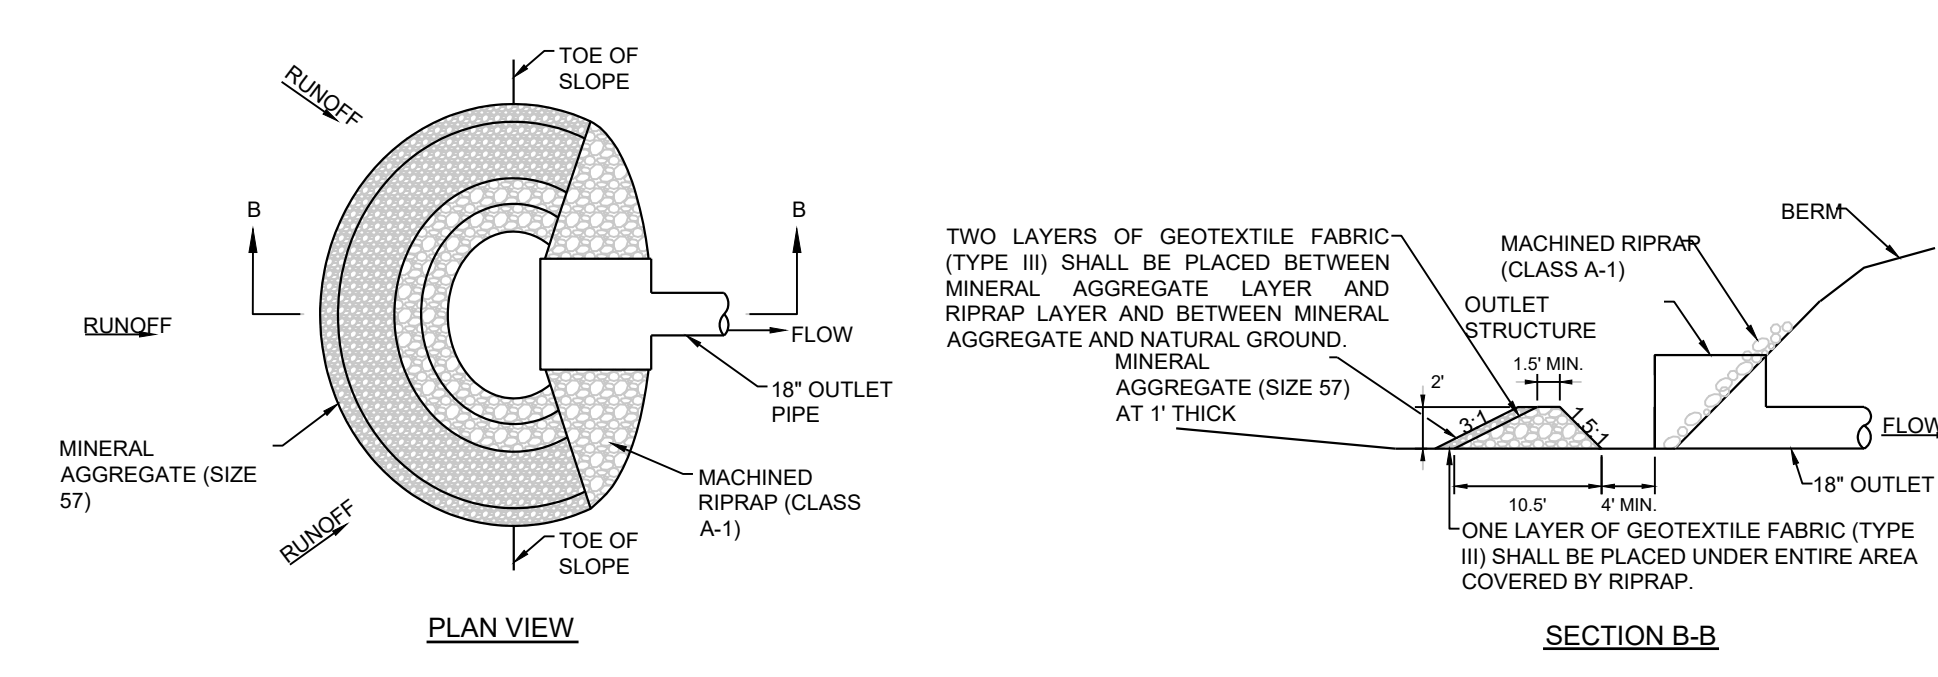 TOE OF
SLOPE
RUNOFF
B
B
RUNOFF
FLOW
18" OUTLET
PIPE
MINERAL
AGGREGATE (SIZE
57)
MACHINED
RIPRAP (CLASS
A-1)
RUNOFF
TOE OF
SLOPE
PLAN VIEW
BERM
TWO LAYERS OF GEOTEXTILE FABRIC
(TYPE III) SHALL BE PLACED BETWEEN
MINERAL AGGREGATE LAYER AND
RIPRAP LAYER AND BETWEEN MINERAL
AGGREGATE AND NATURAL GROUND.
MACHINED RIPRAP
(CLASS A-1)
OUTLET
STRUCTURE
MINERAL
AGGREGATE (SIZE 57)
AT 1' THICK
1.5' MIN.
2'
3:1
1.5:1
FLOW
18" OUTLET
10.5'
4' MIN.
ONE LAYER OF GEOTEXTILE FABRIC (TYPE
III) SHALL BE PLACED UNDER ENTIRE AREA
COVERED BY RIPRAP.
SECTION B-B